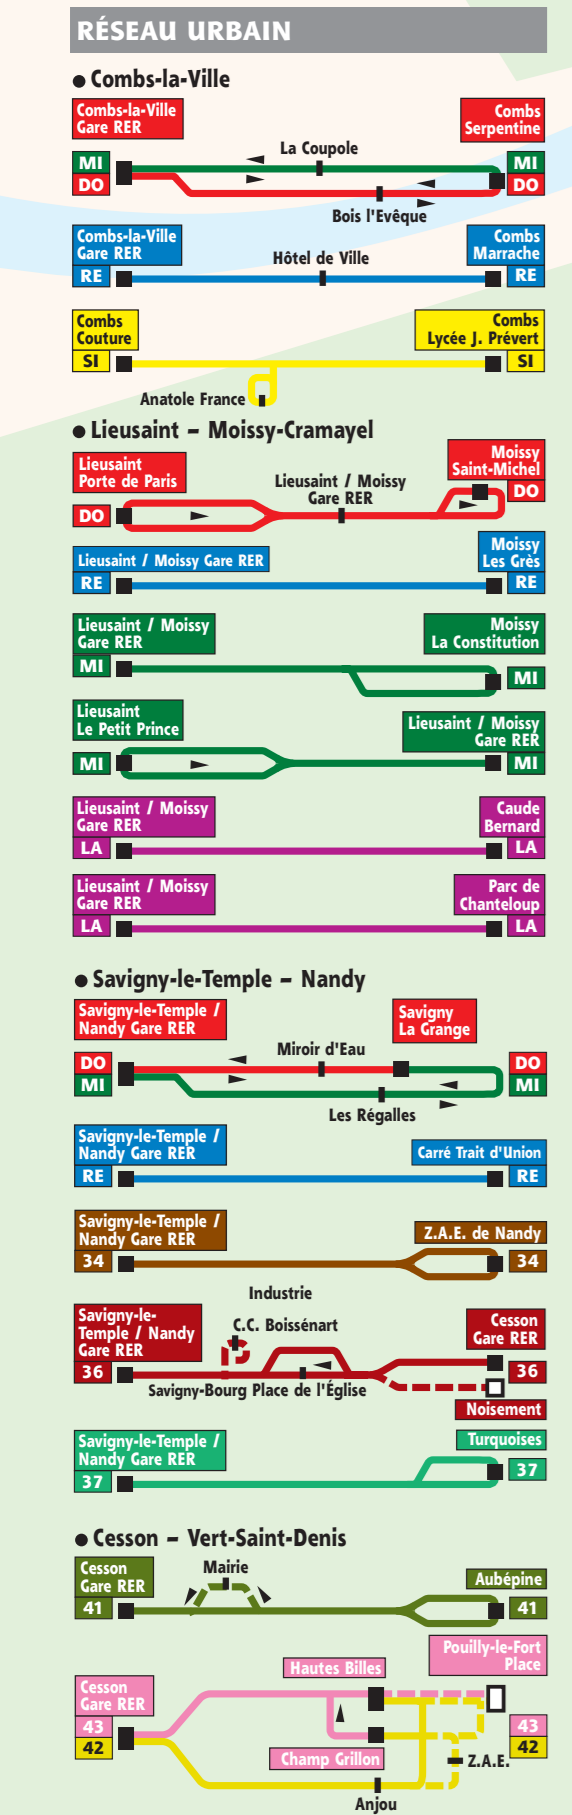 RÉSEAU URBAIN
● Combs-la-Ville
Combs-la-Ville
Gare RER
Combs
Serpentine
MI
DO
La Coupole
Bois l'Evêque
MI
DO
Combs-la-Ville
Gare RER
RE
Hôtel de Ville
Combs
Marrache
RE
Combs
Couture
SI
Anatole France
Combs
Lycée J. Prévert
SI
● Lieusaint – Moissy-Cramayel
Lieusaint
Porte de Paris
DO
Lieusaint / Moissy
Gare RER
Moissy
Saint-Michel
DO
Lieusaint / Moissy Gare RER
RE
Moissy
Les Grès
RE
Lieusaint / Moissy
Gare RER
MI
Moissy
La Constitution
MI
Lieusaint
Le Petit Prince
MI
Lieusaint / Moissy
Gare RER
MI
Lieusaint / Moissy
Gare RER
LA
Caude
Bernard
LA
Lieusaint / Moissy
Gare RER
LA
Parc de
Chanteloup
LA
● Savigny-le-Temple – Nandy
Savigny-le-Temple /
Nandy Gare RER
DO
MI
Miroir d'Eau
Les Régalles
Savigny
La Grange
DO
MI
Savigny-le-Temple /
Nandy Gare RER
RE
Carré Trait d'Union
RE
Savigny-le-Temple /
Nandy Gare RER
34
Z.A.E. de Nandy
34
Industrie
Savigny-le-
Temple / Nandy
Gare RER
36
C.C. Boissénart
Savigny-Bourg Place de l'Église
Cesson
Gare RER
36
Noisement
Savigny-le-Temple /
Nandy Gare RER
37
Turquoises
37
● Cesson – Vert-Saint-Denis
Cesson
Gare RER
41
Mairie
Aubépine
41
Cesson
Gare RER
43
42
Hautes Billes
Champ Grillon
Pouilly-le-Fort
Place
43
42
Z.A.E.
Anjou